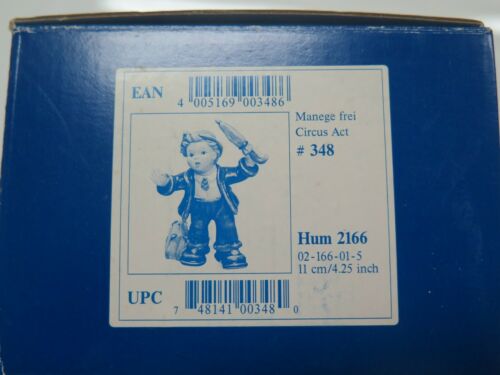 EAN
4 005169 003486
Manege frei
Circus Act
# 348
Hum 2166
02-166-01-5
11 cm/4.25 inch
UPC
7 48141 00348 0